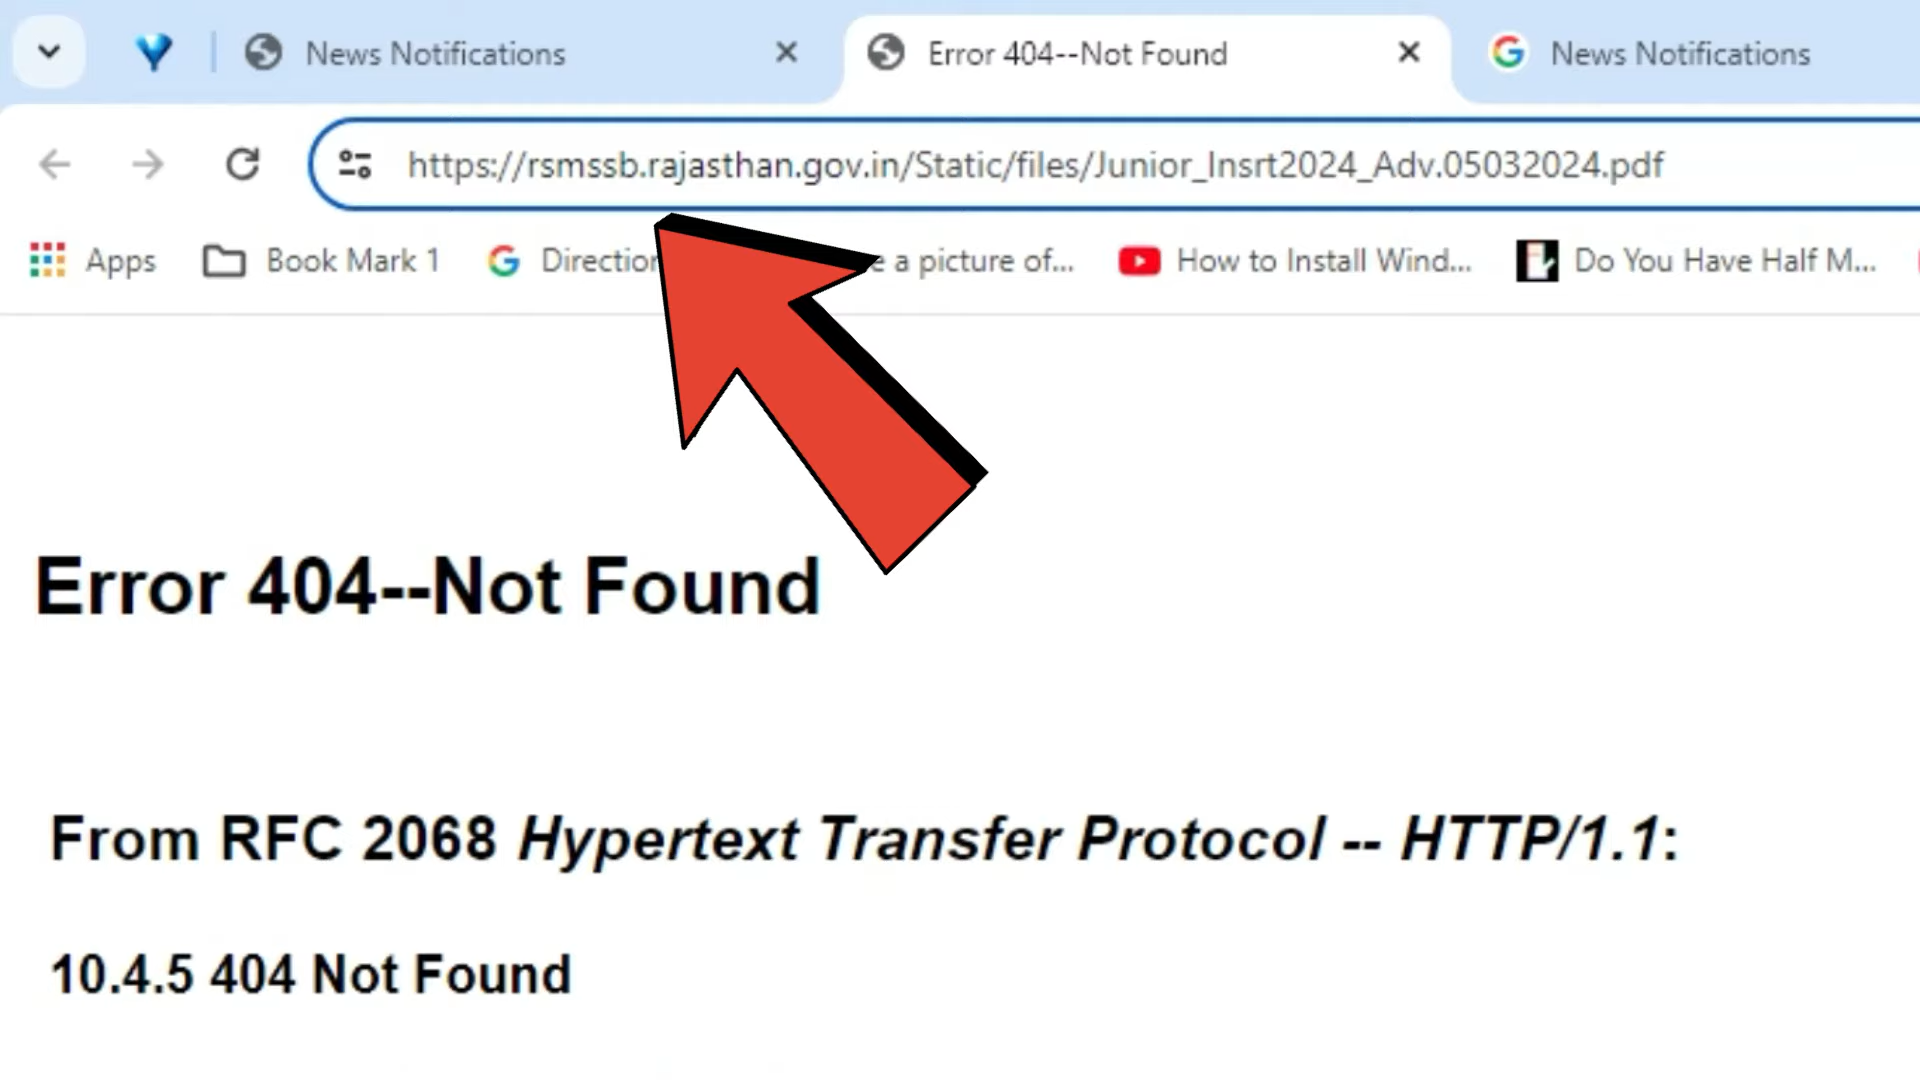 News Notifications
Error 404--Not Found
News Notifications
https://rsmssb.rajasthan.gov.in/Static/files/Junior_Insrt2024_Adv.05032024.pdf
Apps
Book Mark 1
a picture of...
How to Install Wind...
Do You Have Half M...
Error 404--Not Found
From RFC 2068 Hypertext Transfer Protocol -- HTTP/1.1:
10.4.5 404 Not Found